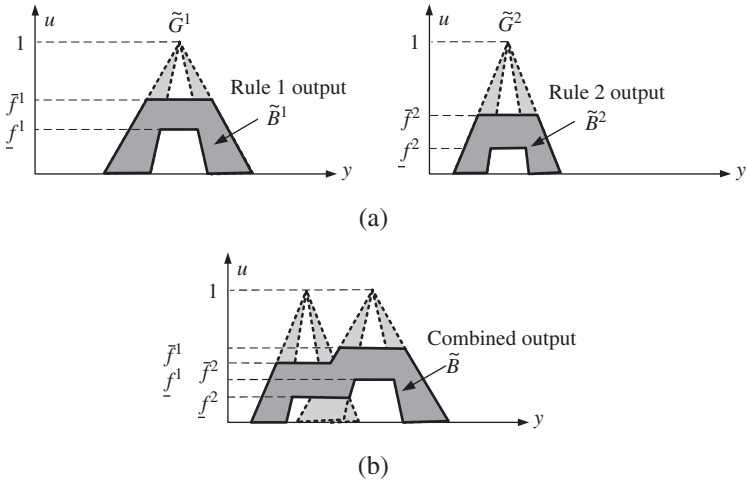 u G̃¹ u G̃²
1 1
f̄¹ Rule 1 output f̄² Rule 2 output
B̃¹ B̃²
f̲¹ f̲²
y y
(a)
u
1
f̄¹ Combined output
f̄² B̃
f̲¹
f̲²
y
(b)